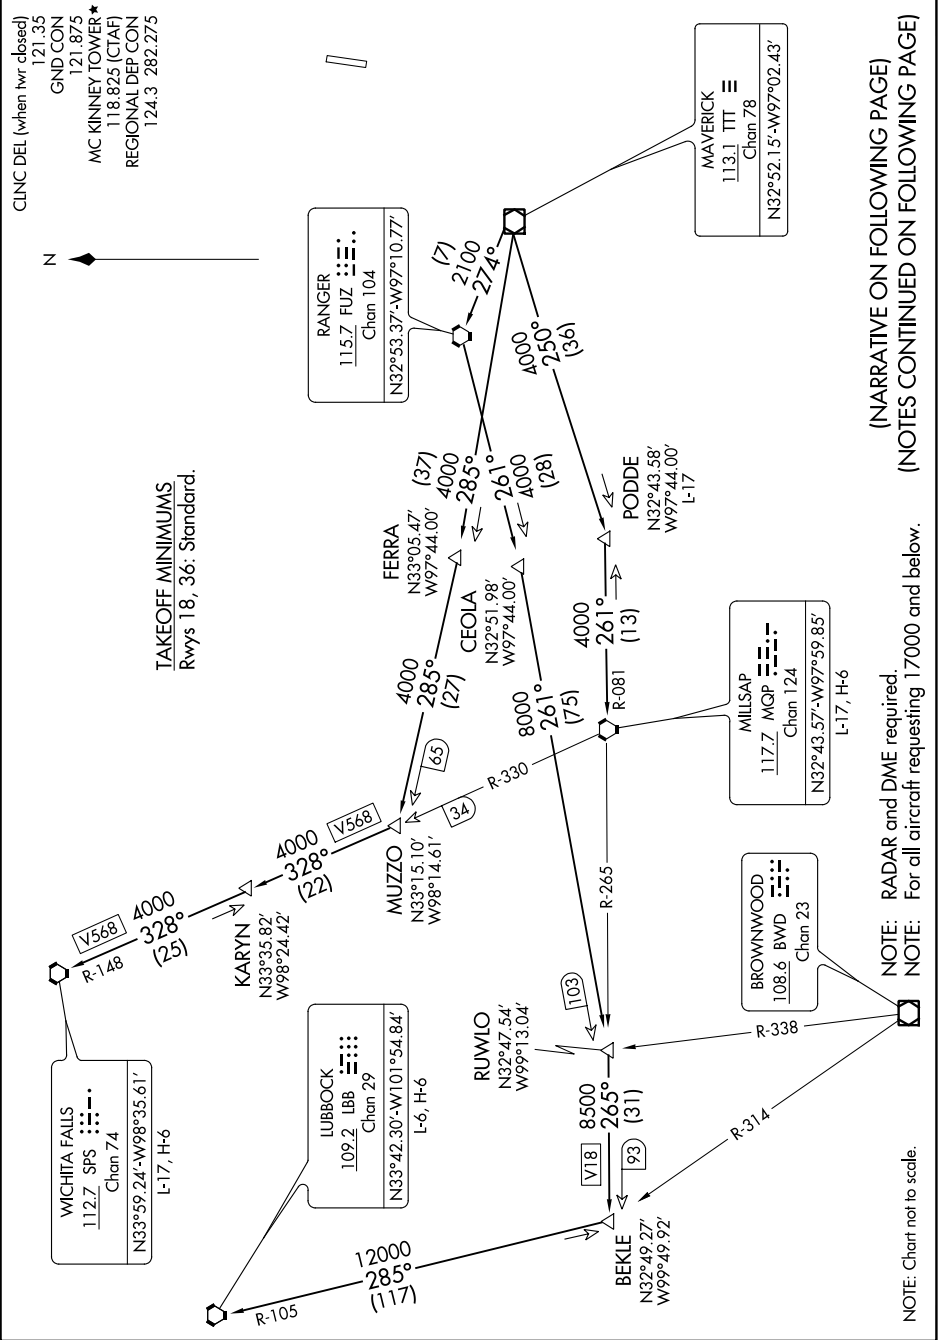 CLNC DEL (when twr closed)
121.35
GND CON
121.875
MC KINNEY TOWER★
118.825 (CTAF)
REGIONAL DEP CON
124.3 282.275
N
TAKEOFF MINIMUMS
Rwys 18, 36: Standard.
WICHITA FALLS
112.7 SPS
Chan 74
N33°59.24'-W98°35.61'
L-17, H-6
V568
4000
328°
(25)
R-148
KARYN
N33°35.82'
W98°24.42'
4000
328°
(22)
V568
MUZZO
N33°15.10'
W98°14.61'
65
4000
285°
(27)
34
R-330
FERRA
N33°05.47'
W97°44.00'
(37)
4000
285°
RANGER
115.7 FUZ
Chan 104
N32°53.37'-W97°10.77'
(7)
2100
274°
MAVERICK
113.1 TTT
Chan 78
N32°52.15'-W97°02.43'
CEOLA
N32°51.98'
W97°44.00'
261°
4000
(28)
4000
250°
(36)
PODDE
N32°43.58'
W97°44.00'
L-17
8000
261°
(75)
4000
261°
(13)
R-081
MILLSAP
117.7 MQP
Chan 124
N32°43.57'-W97°59.85'
L-17, H-6
LUBBOCK
109.2 LBB
Chan 29
N33°42.30'-W101°54.84'
L-6, H-6
RUWLO
N32°47.54'
W99°13.04'
103
R-265
8500
265°
(31)
V18
93
BEKLE
N32°49.27'
W99°49.92'
12000
285°
(117)
R-105
BROWNWOOD
108.6 BWD
Chan 23
R-338
R-314
NOTE: Chart not to scale.
NOTE: RADAR and DME required.
NOTE: For all aircraft requesting 17000 and below.
(NARRATIVE ON FOLLOWING PAGE)
(NOTES CONTINUED ON FOLLOWING PAGE)